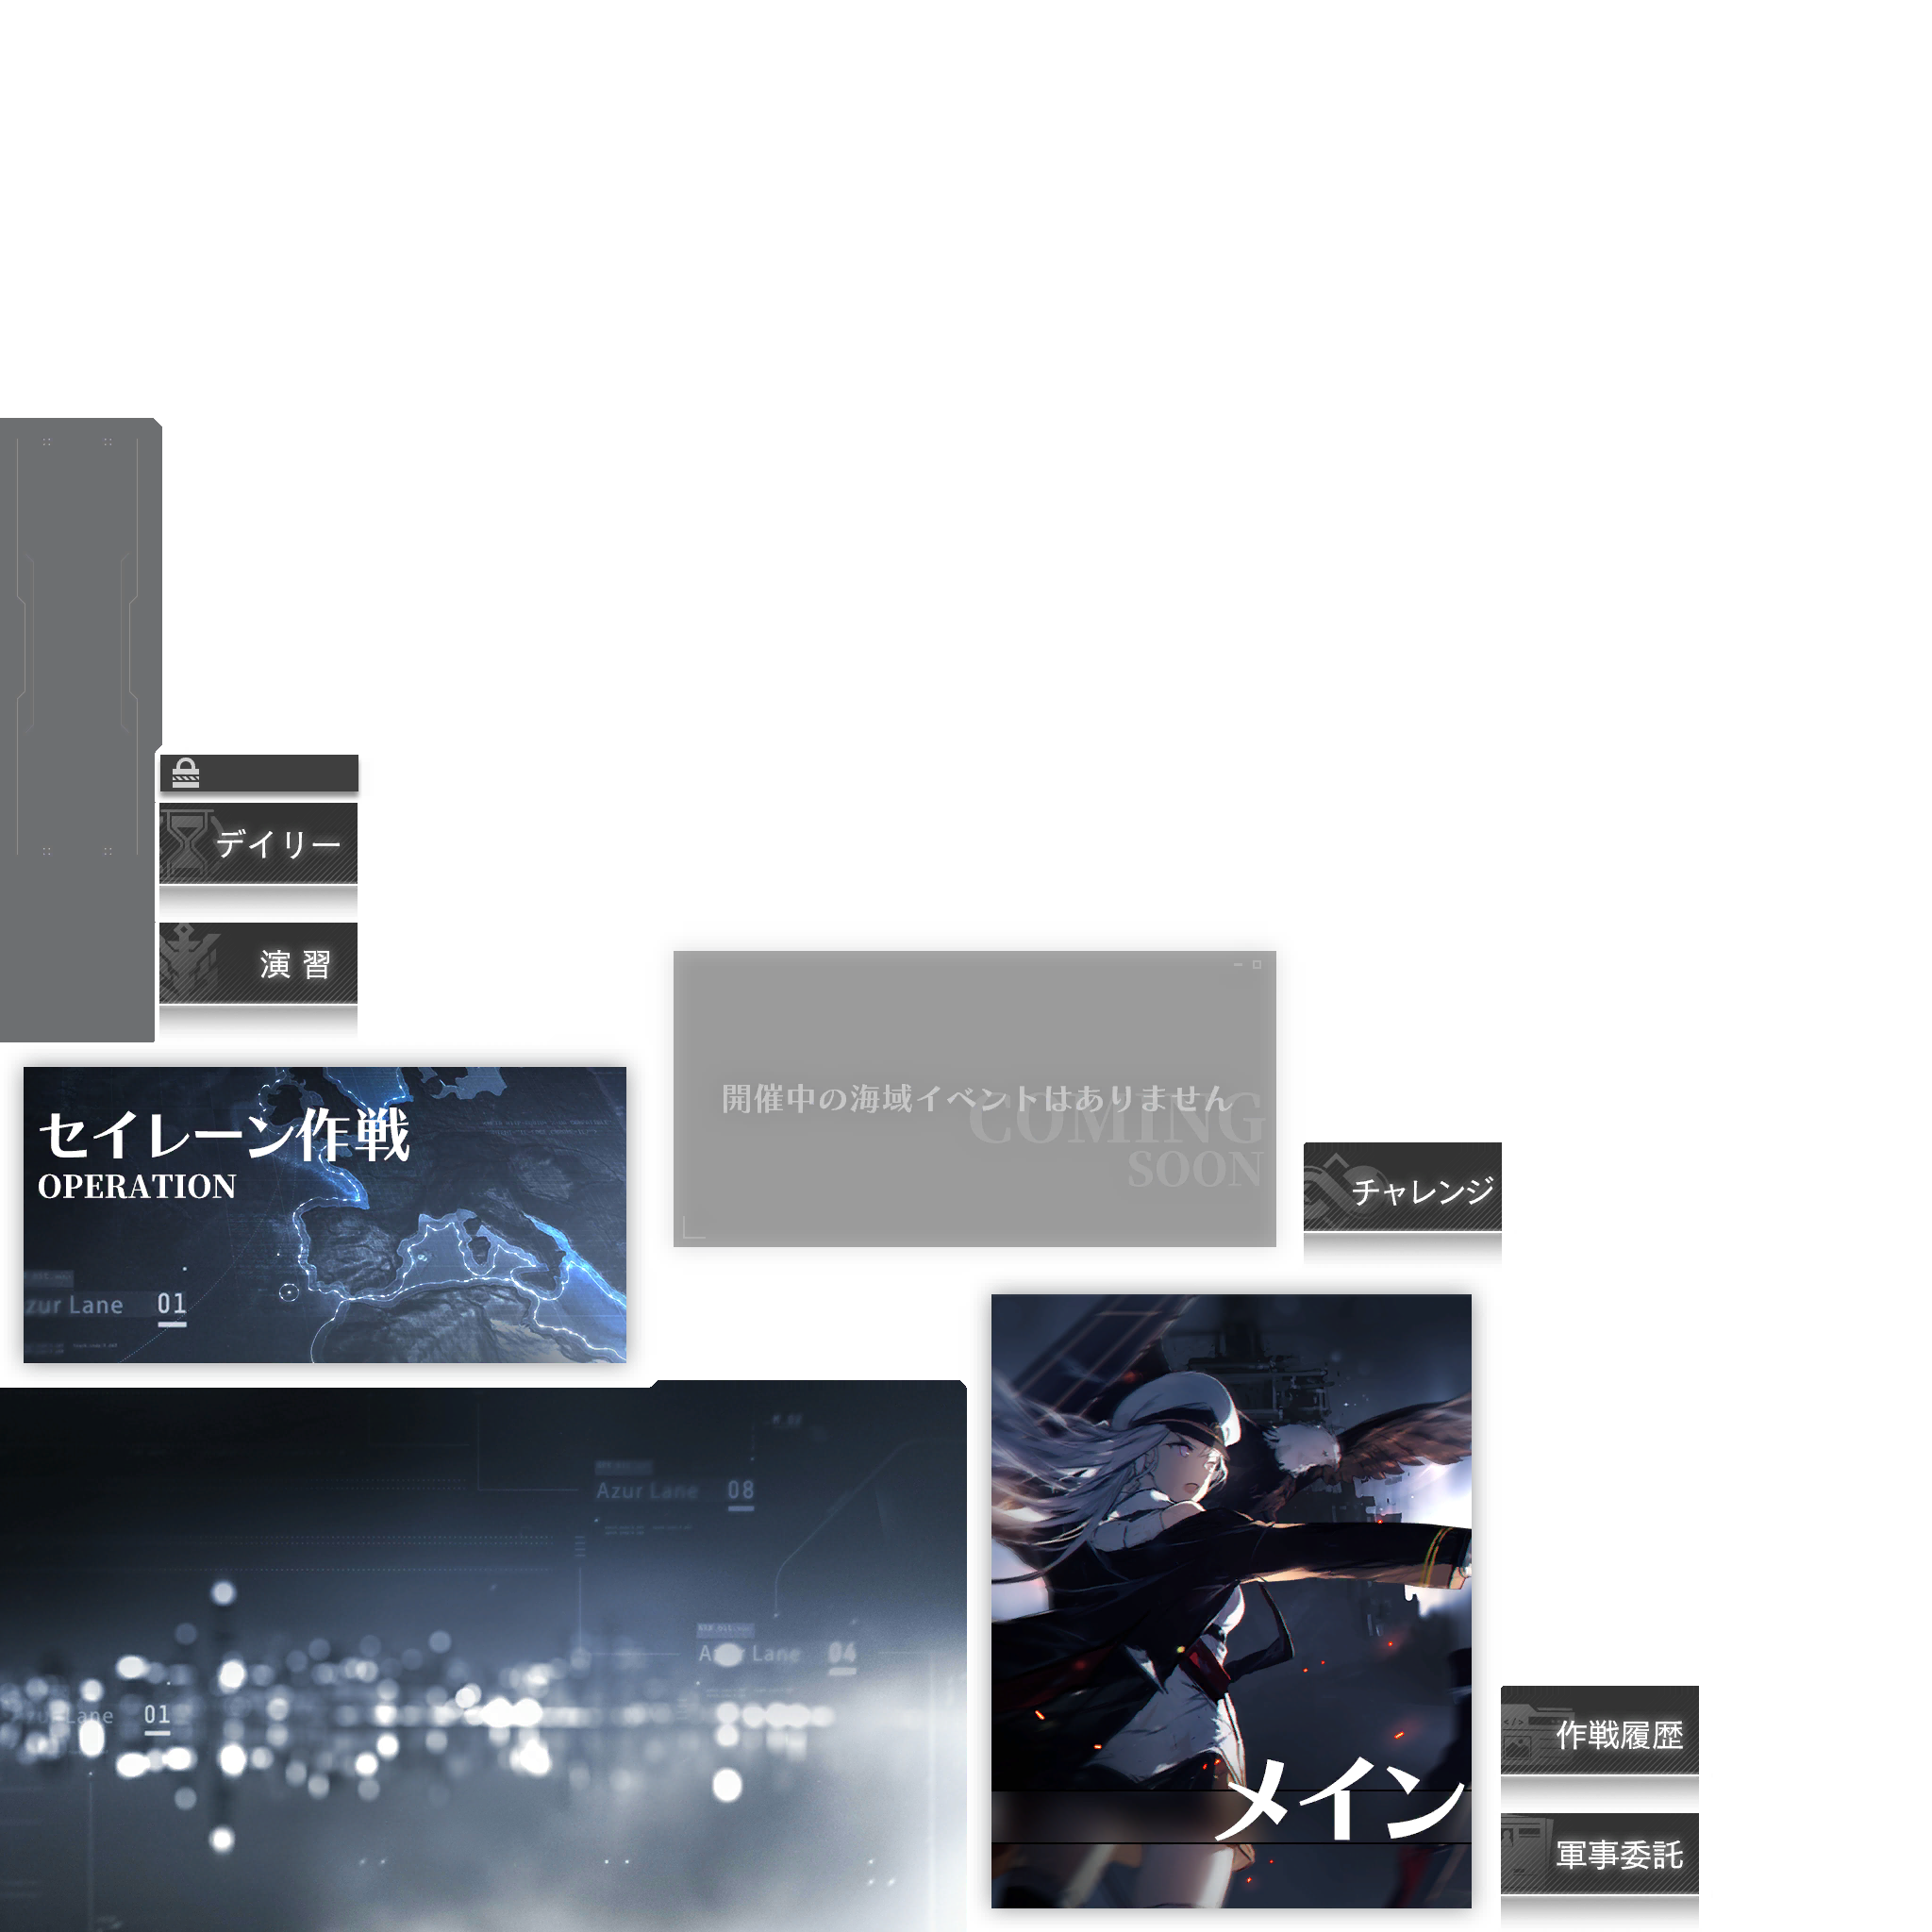 デイリー
演習
開催中の海域イベントはありません
COMING
SOON
セイレーン作戦
OPERATION
zur Lane 01
チャレンジ
Azur Lane 08
Azur Lane 04
Lane 01
メイン
作戦履歴
軍事委託